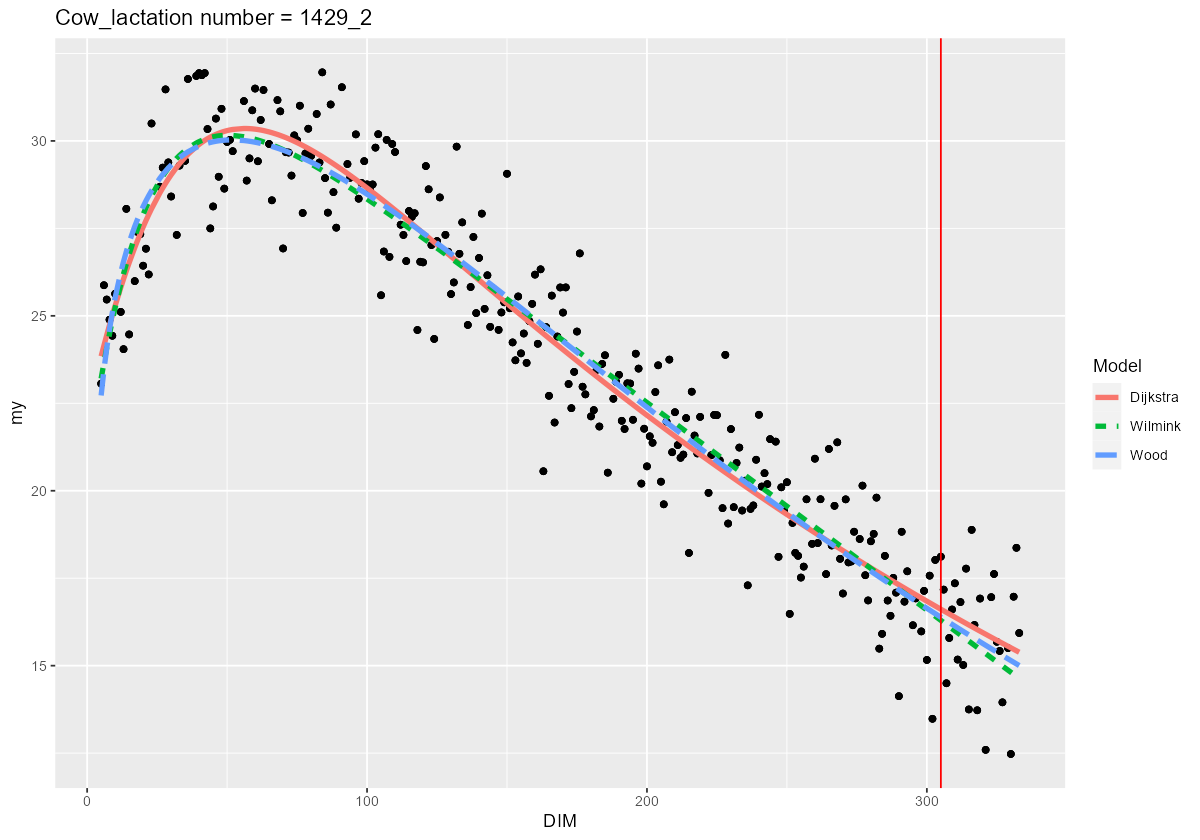 Cow_lactation number = 1429_2
my
30
25
20
15
0 100 200 300
DIM
Model
Dijkstra
Wilmink
Wood